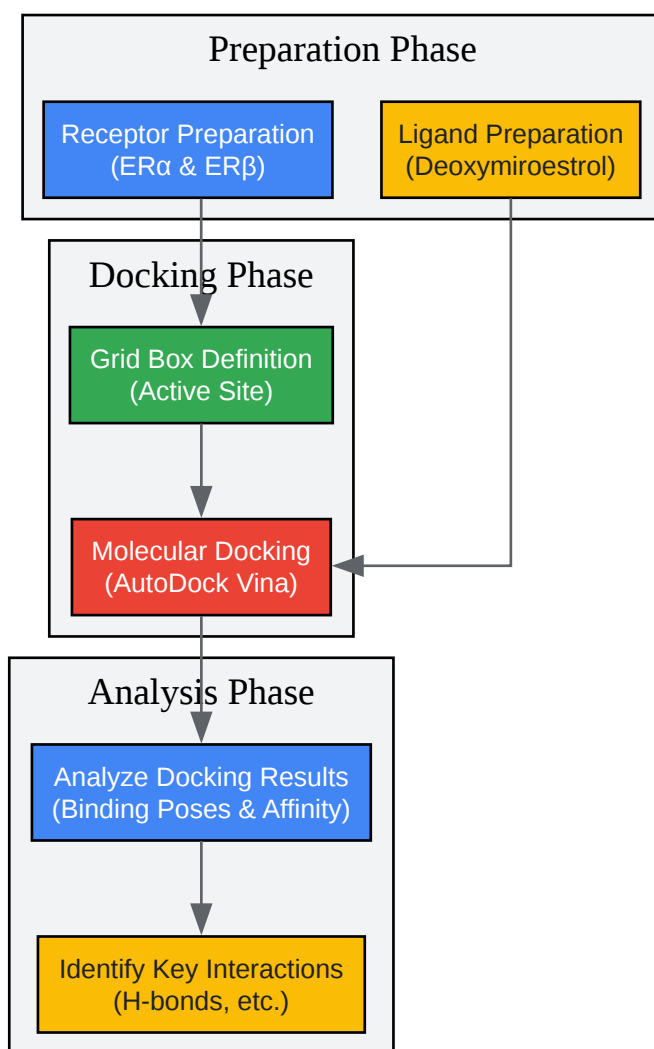 Preparation Phase
Receptor Preparation
(ERα & ERβ)
Ligand Preparation
(Deoxymiroestrol)
Docking Phase
Grid Box Definition
(Active Site)
Molecular Docking
(AutoDock Vina)
Analysis Phase
Analyze Docking Results
(Binding Poses & Affinity)
Identify Key Interactions
(H-bonds, etc.)